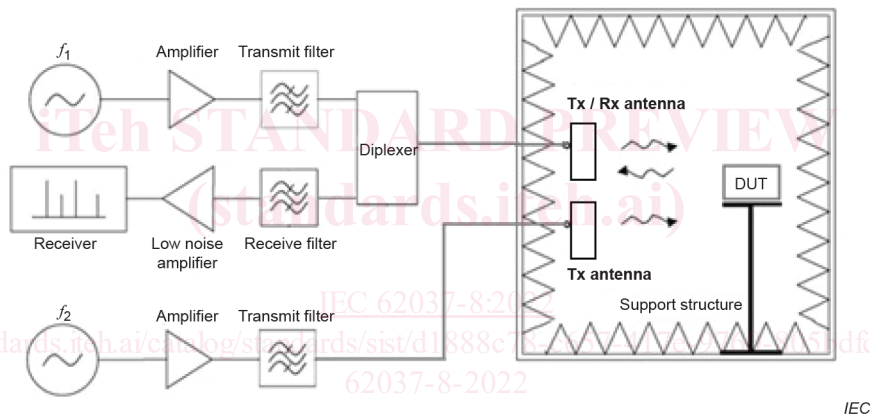 f1
Amplifier
Transmit filter
Tx / Rx antenna
iTeh STANDARD PREVIEW
Diplexer
DUT
(standards.iteh.ai)
Receiver
Low noise
amplifier
Receive filter
Tx antenna
f2
Amplifier
Transmit filter
IEC 62037-8:2022
Support structure
62037-8-2022
IEC